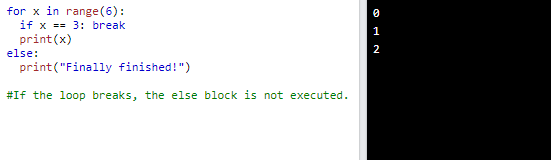 for x in range(6):
  if x == 3: break
  print(x)
else:
  print("Finally finished!")
#If the loop breaks, the else block is not executed.
0
1
2